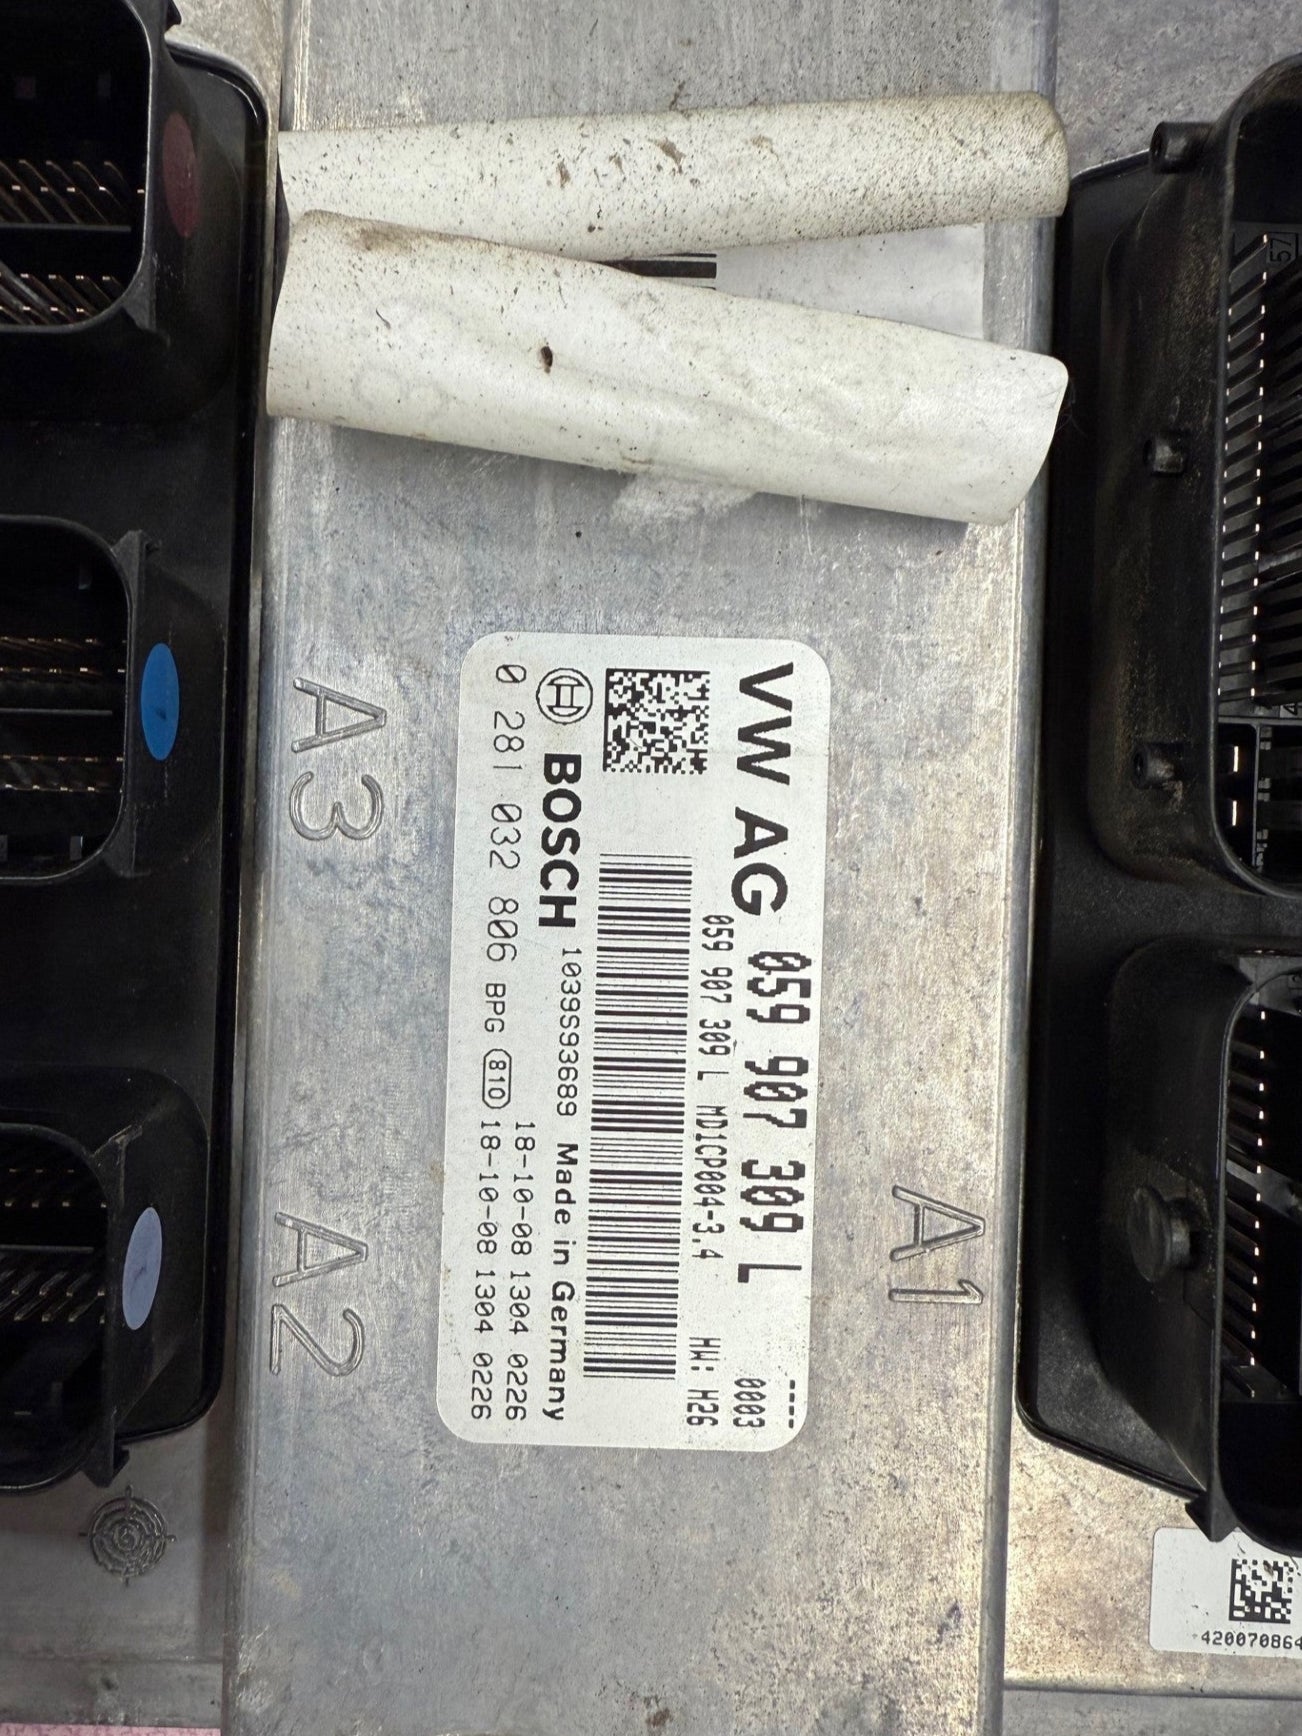 VW AG 059 907 309 L
----
0003
059 907 309 L MD1CP004-3.4 HW: H26
BOSCH 1039S93689 Made in Germany
0 281 032 806 BPG 810
18-10-08 1304 0226
18-10-08 1304 0226
A3
A2
A1
57
420070864